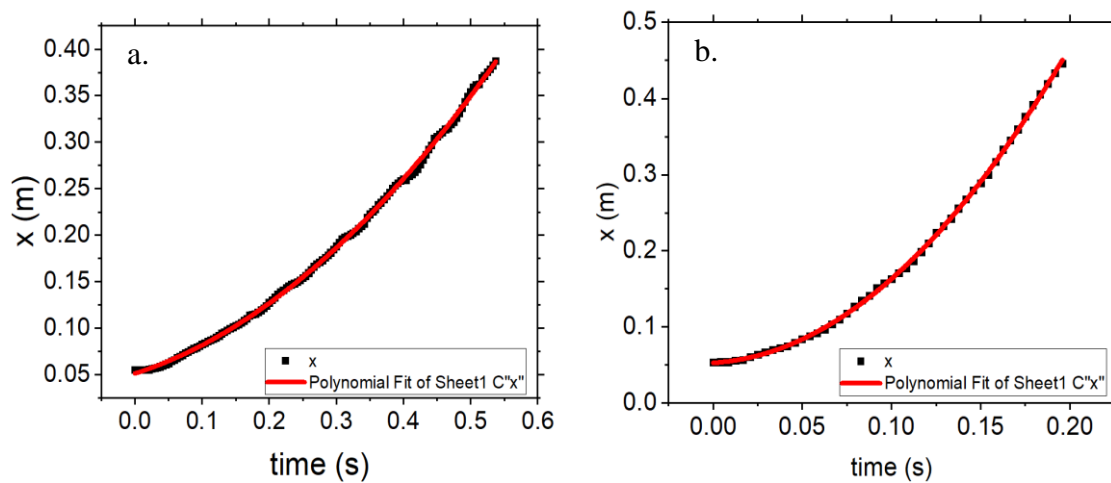 a.
0.40
0.35
0.30
0.25
0.20
0.15
0.10
0.05
x (m)
x
Polynomial Fit of Sheet1 C"x"
0.0 0.1 0.2 0.3 0.4 0.5 0.6
time (s)
b.
0.5
0.4
0.3
0.2
0.1
0.0
x (m)
x
Polynomial Fit of Sheet1 C"x"
0.00 0.05 0.10 0.15 0.20
time (s)